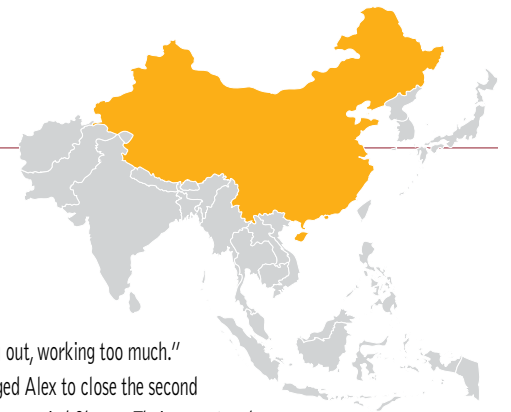 out, working too much.”
ged Alex to close the second